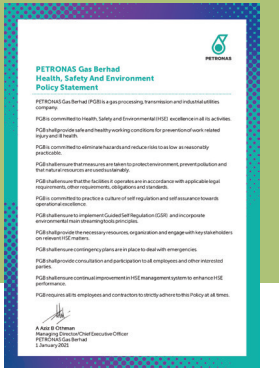 PETRONAS
PETRONAS Gas Berhad
Health, Safety And Environment
Policy Statement
PETRONAS Gas Berhad (PGB) is a gas processing, transmission and industrial utilities
company.
PGB is committed to Health, Safety and Environmental (HSE) excellence in all its activities.
PGB shall provide safe and healthy working conditions for prevention of work related
injury and ill health.
PGB is committed to eliminate hazards and reduce risks to as low as reasonably
practicable.
PGB shall ensure that measures are taken to protect environment, prevent pollution and
that natural resources are used sustainably.
PGB shall ensure that the facilities it operates are in accordance with applicable legal
requirements, other requirements, obligations and standards.
PGB is committed to practice a culture of self regulation and self assurance towards
operational excellence.
PGB shall ensure to implement Guided Self Regulation (GSR) and incorporate
environmental main streaming tools principles.
PGB shall provide the necessary resources, organization and engage with key stakeholders
on relevant HSE matters.
PGB shall ensure contingency plans are in place to deal with emergencies.
PGB shall provide consultation and participation to all employees and other interested
parties.
PGB shall ensure continual improvement in HSE management system to enhance HSE
performance.
PGB requires all its employees and contractors to strictly adhere to this Policy at all times.
A Aziz B Othman
Managing Director/Chief Executive Officer
PETRONAS Gas Berhad
1 January 2021